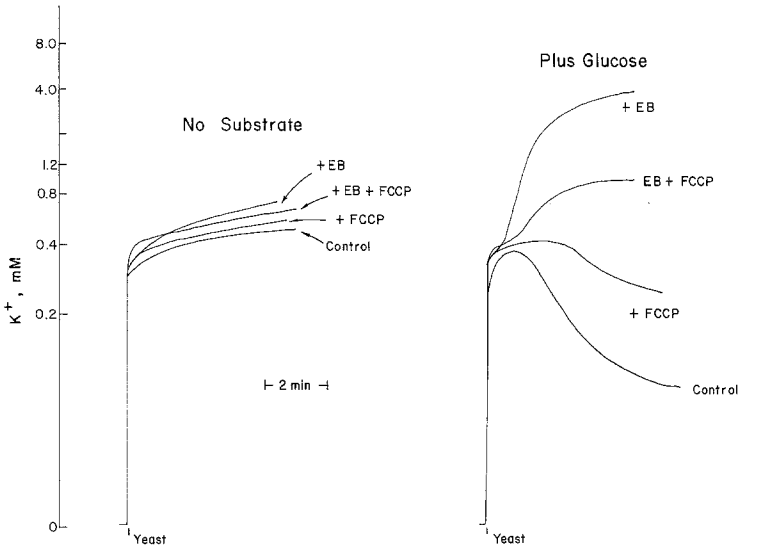 8.0
4.0
1.2
0.8
0.4
0.2
0
K+, mM
No Substrate
+ EB
+ EB + FCCP
+ FCCP
Control
2 min
Yeast
Plus Glucose
+ EB
EB + FCCP
+ FCCP
Control
Yeast